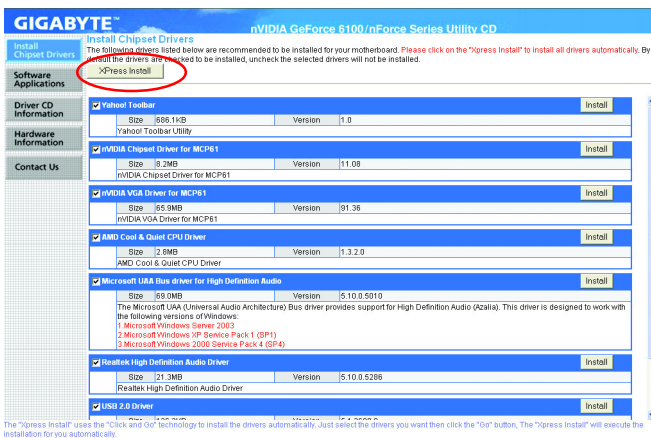 GIGABYTE™
nVIDIA GeForce 6100/nForce Series Utility CD
Install
Chipset Drivers
Software
Applications
Driver CD
Information
Hardware
Information
Contact Us
Install Chipset Drivers
The following drivers listed below are recommended to be installed for your motherboard. Please click on the "Xpress Install" to install all drivers automatically. By
default the drivers are checked to be installed, uncheck the selected drivers will not be installed.
XPress Install
Yahoo! Toolbar Install
Size 686.1KB Version 1.0
Yahoo! Toolbar Utility
nVIDIA Chipset Driver for MCP61 Install
Size 8.2MB Version 11.08
nVIDIA Chipset Driver for MCP61
nVIDIA VGA Driver for MCP61 Install
Size 65.9MB Version 91.36
nVIDIA VGA Driver for MCP61
AMD Cool & Quiet CPU Driver Install
Size 2.8MB Version 1.3.2.0
AMD Cool & Quiet CPU Driver
Microsoft UAA Bus driver for High Definition Audio Install
Size 69.0MB Version 5.10.0.5010
The Microsoft UAA (Universal Audio Architecture) Bus driver provides support for High Definition Audio (Azalia). This driver is designed to work with
the following versions of Windows:
1.Microsoft Windows Server 2003
2.Microsoft Windows XP Service Pack 1 (SP1)
3.Microsoft Windows 2000 Service Pack 4 (SP4)
Realtek High Definition Audio Driver Install
Size 21.3MB Version 5.10.0.5286
Realtek High Definition Audio Driver
USB 2.0 Driver Install
The "Xpress Install" uses the "Click and Go" technology to install the drivers automatically. Just select the drivers you want then click the "Go" button, The "Xpress Install" will execute the
installation for you automatically.